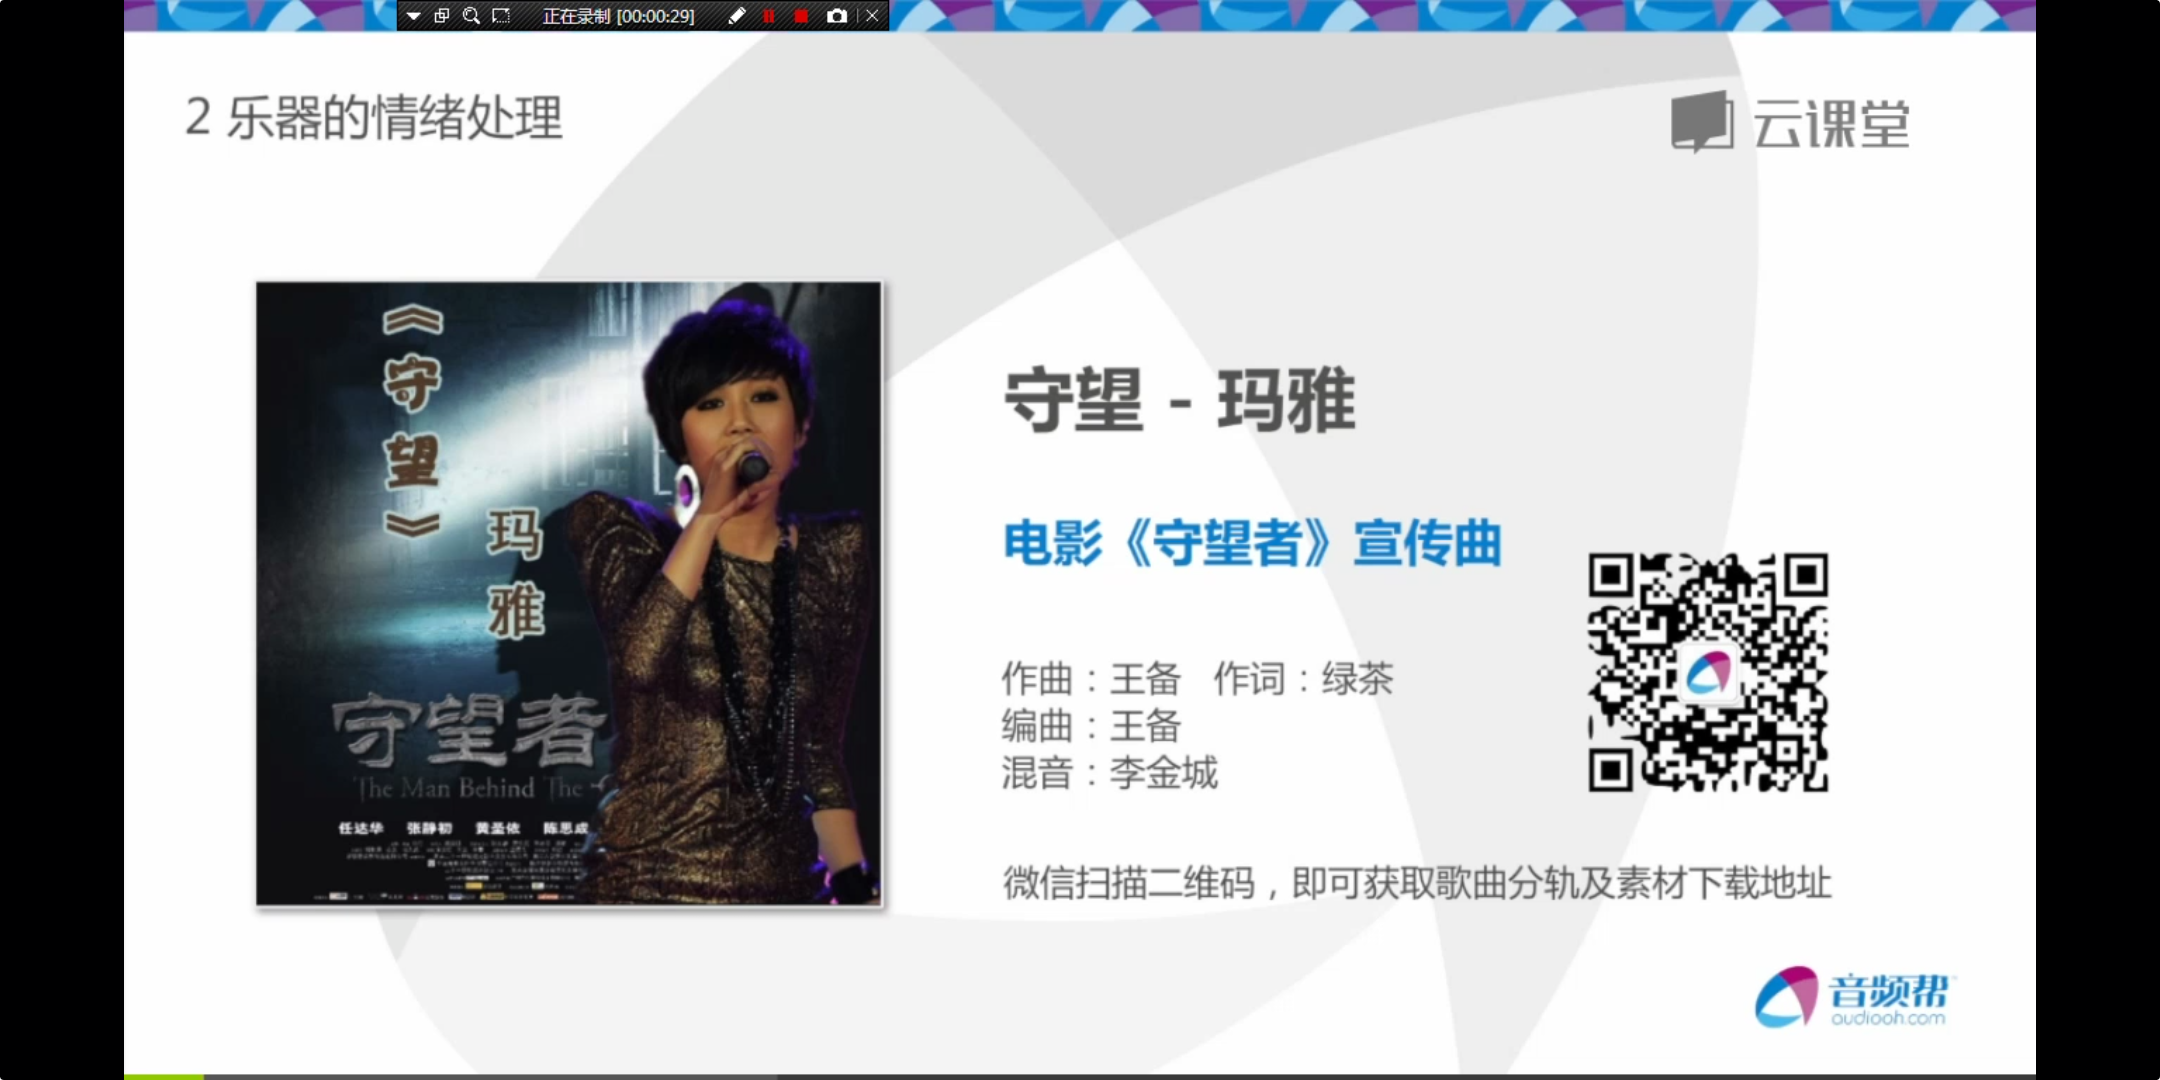 正在录制 [00:00:29]
2 乐器的情绪处理
云课堂
《守望》
玛雅
守望者
The Man Behind The
任达华 张静初 黄圣依 陈思成
守望 - 玛雅
电影《守望者》宣传曲
作曲：王备 作词：绿茶
编曲：王备
混音：李金城
微信扫描二维码，即可获取歌曲分轨及素材下载地址
音频帮
audiooh.com